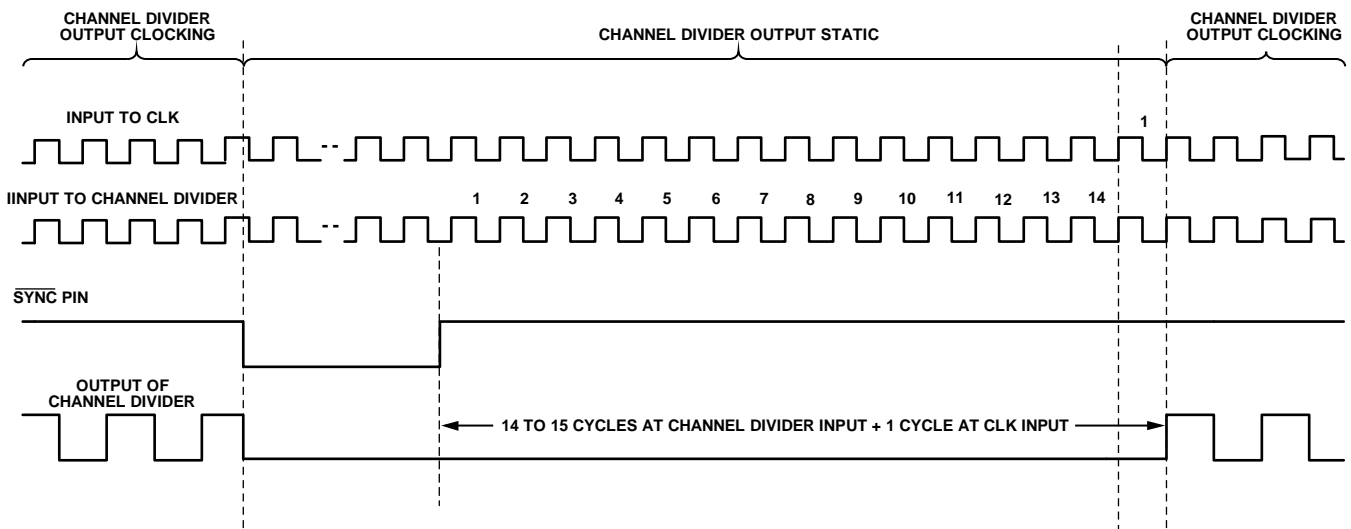 CHANNEL DIVIDER
OUTPUT CLOCKING
CHANNEL DIVIDER OUTPUT STATIC
CHANNEL DIVIDER
OUTPUT CLOCKING
INPUT TO CLK
1
IINPUT TO CHANNEL DIVIDER
1 2 3 4 5 6 7 8 9 10 11 12 13 14
SYNC PIN
OUTPUT OF
CHANNEL DIVIDER
14 TO 15 CYCLES AT CHANNEL DIVIDER INPUT + 1 CYCLE AT CLK INPUT